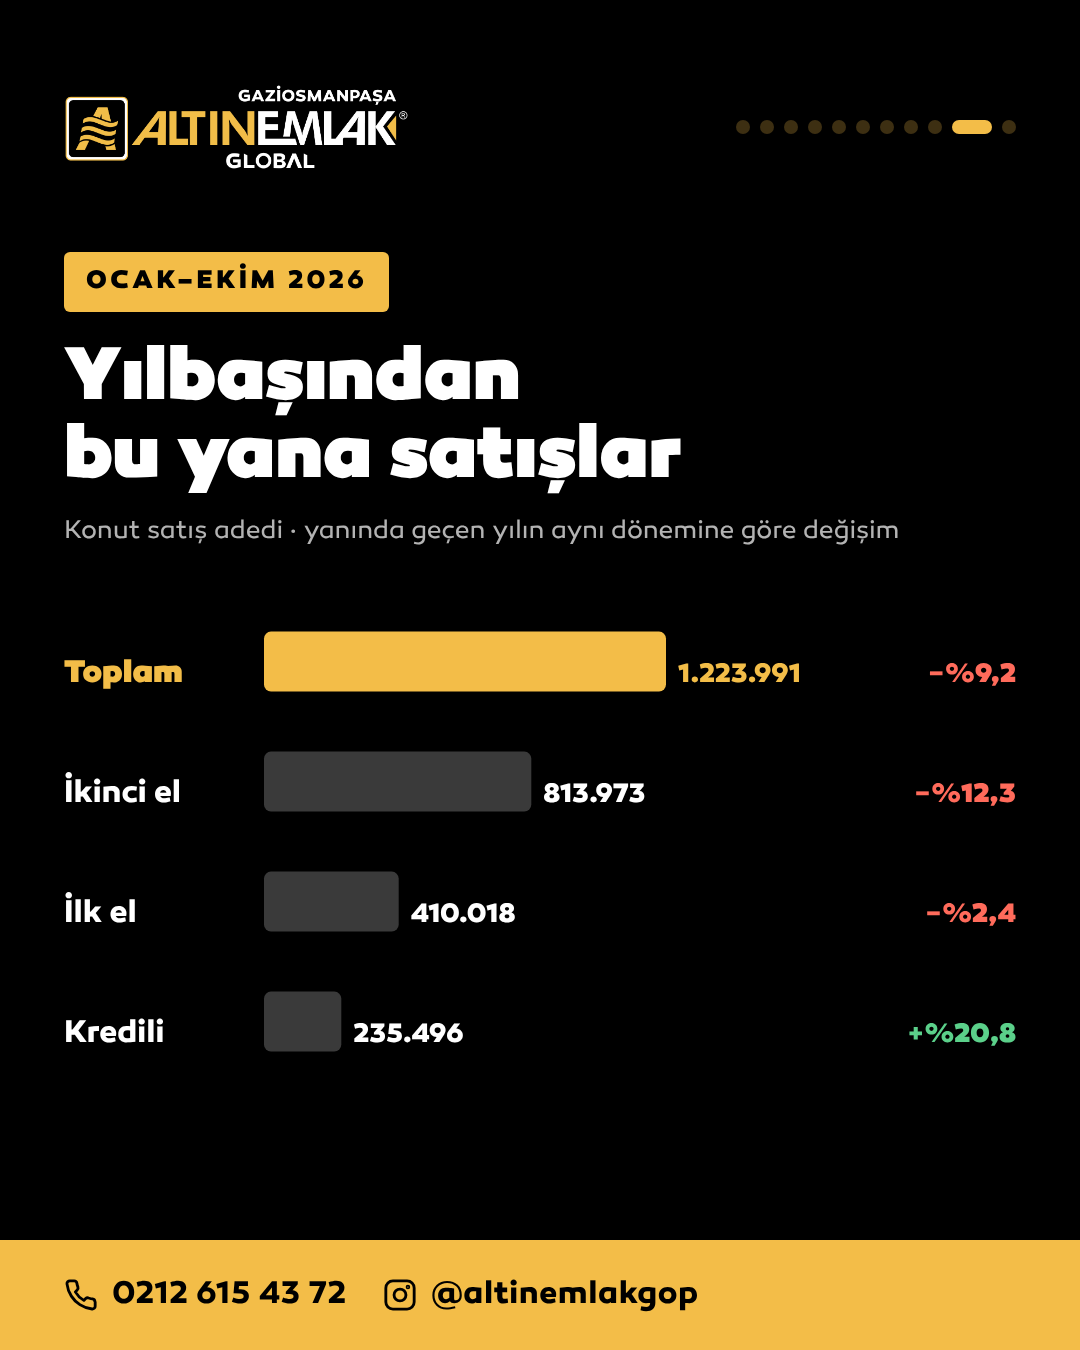 GAZİOSMANPAŞA
ALTINEMLAK®
GLOBAL
OCAK–EKİM 2026
Yılbaşından
bu yana satışlar
Konut satış adedi · yanında geçen yılın aynı dönemine göre değişim
Toplam 1.223.991 −%9,2
İkinci el 813.973 −%12,3
İlk el 410.018 −%2,4
Kredili 235.496 +%20,8
0212 615 43 72 @altinemlakgop